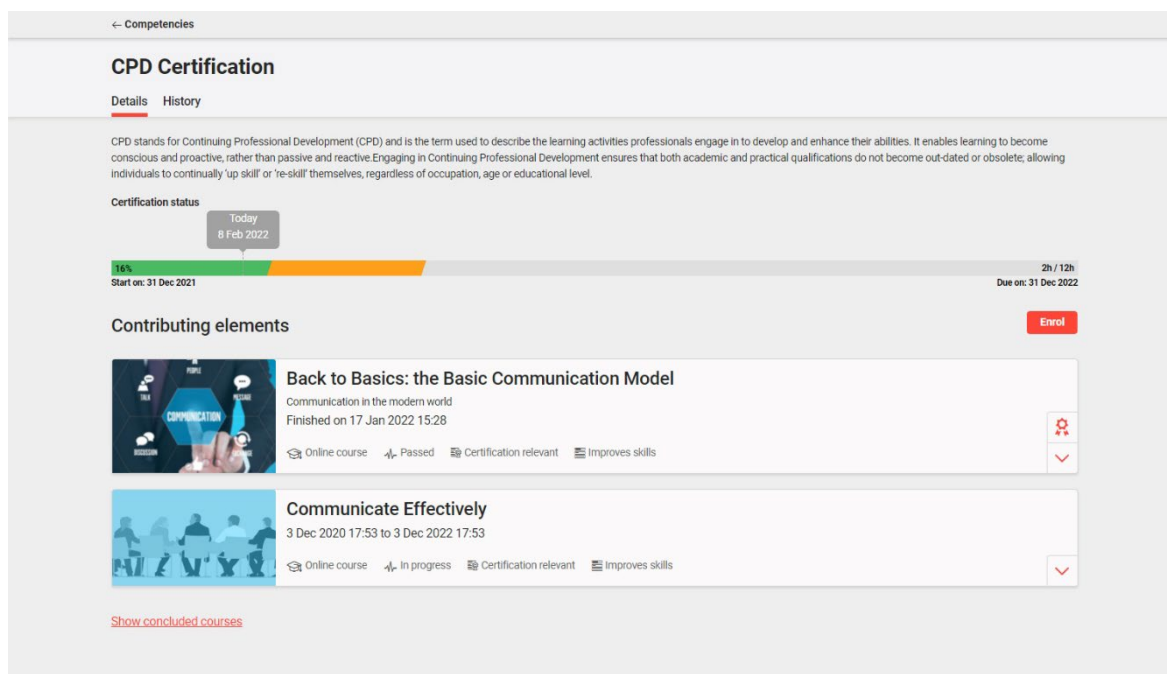 ← Competencies
CPD Certification
Details History
CPD stands for Continuing Professional Development (CPD) and is the term used to describe the learning activities professionals engage in to develop and enhance their abilities. It enables learning to become
conscious and proactive, rather than passive and reactive.Engaging in Continuing Professional Development ensures that both academic and practical qualifications do not become out-dated or obsolete; allowing
individuals to continually 'up skill' or 're-skill' themselves, regardless of occupation, age or educational level.
Certification status
Today
8 Feb 2022
16% 2h / 12h
Start on: 31 Dec 2021 Due on: 31 Dec 2022
Contributing elements Enrol
PEOPLE
TALK
MESSAGE
COMMUNICATION
DISCUSSION
Back to Basics: the Basic Communication Model
Communication in the modern world
Finished on 17 Jan 2022 15:28
Online course Passed Certification relevant Improves skills
Communicate Effectively
3 Dec 2020 17:53 to 3 Dec 2022 17:53
Online course In progress Certification relevant Improves skills
Show concluded courses